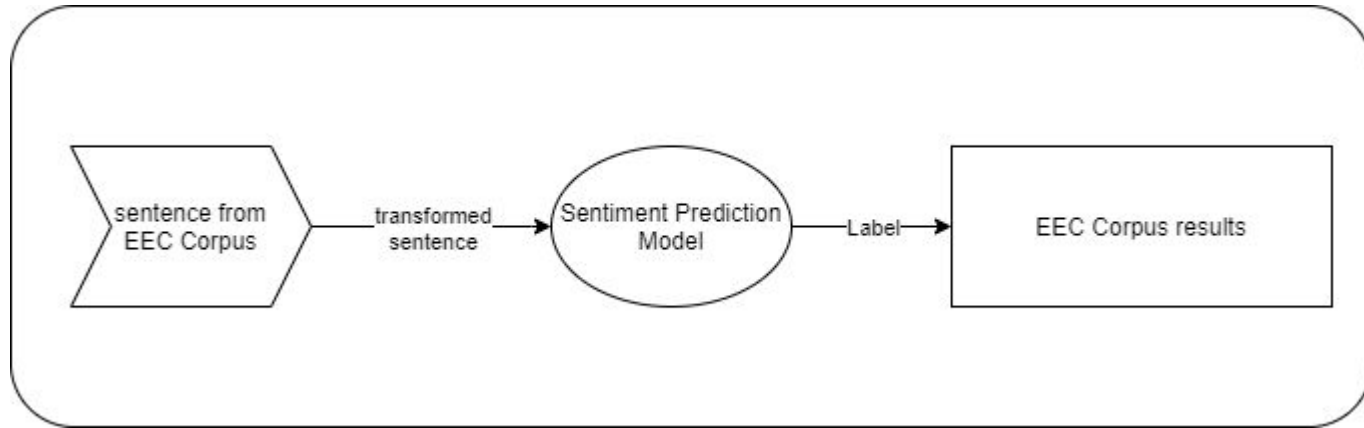 sentence from
EEC Corpus
transformed
sentence
Sentiment Prediction
Model
Label
EEC Corpus results